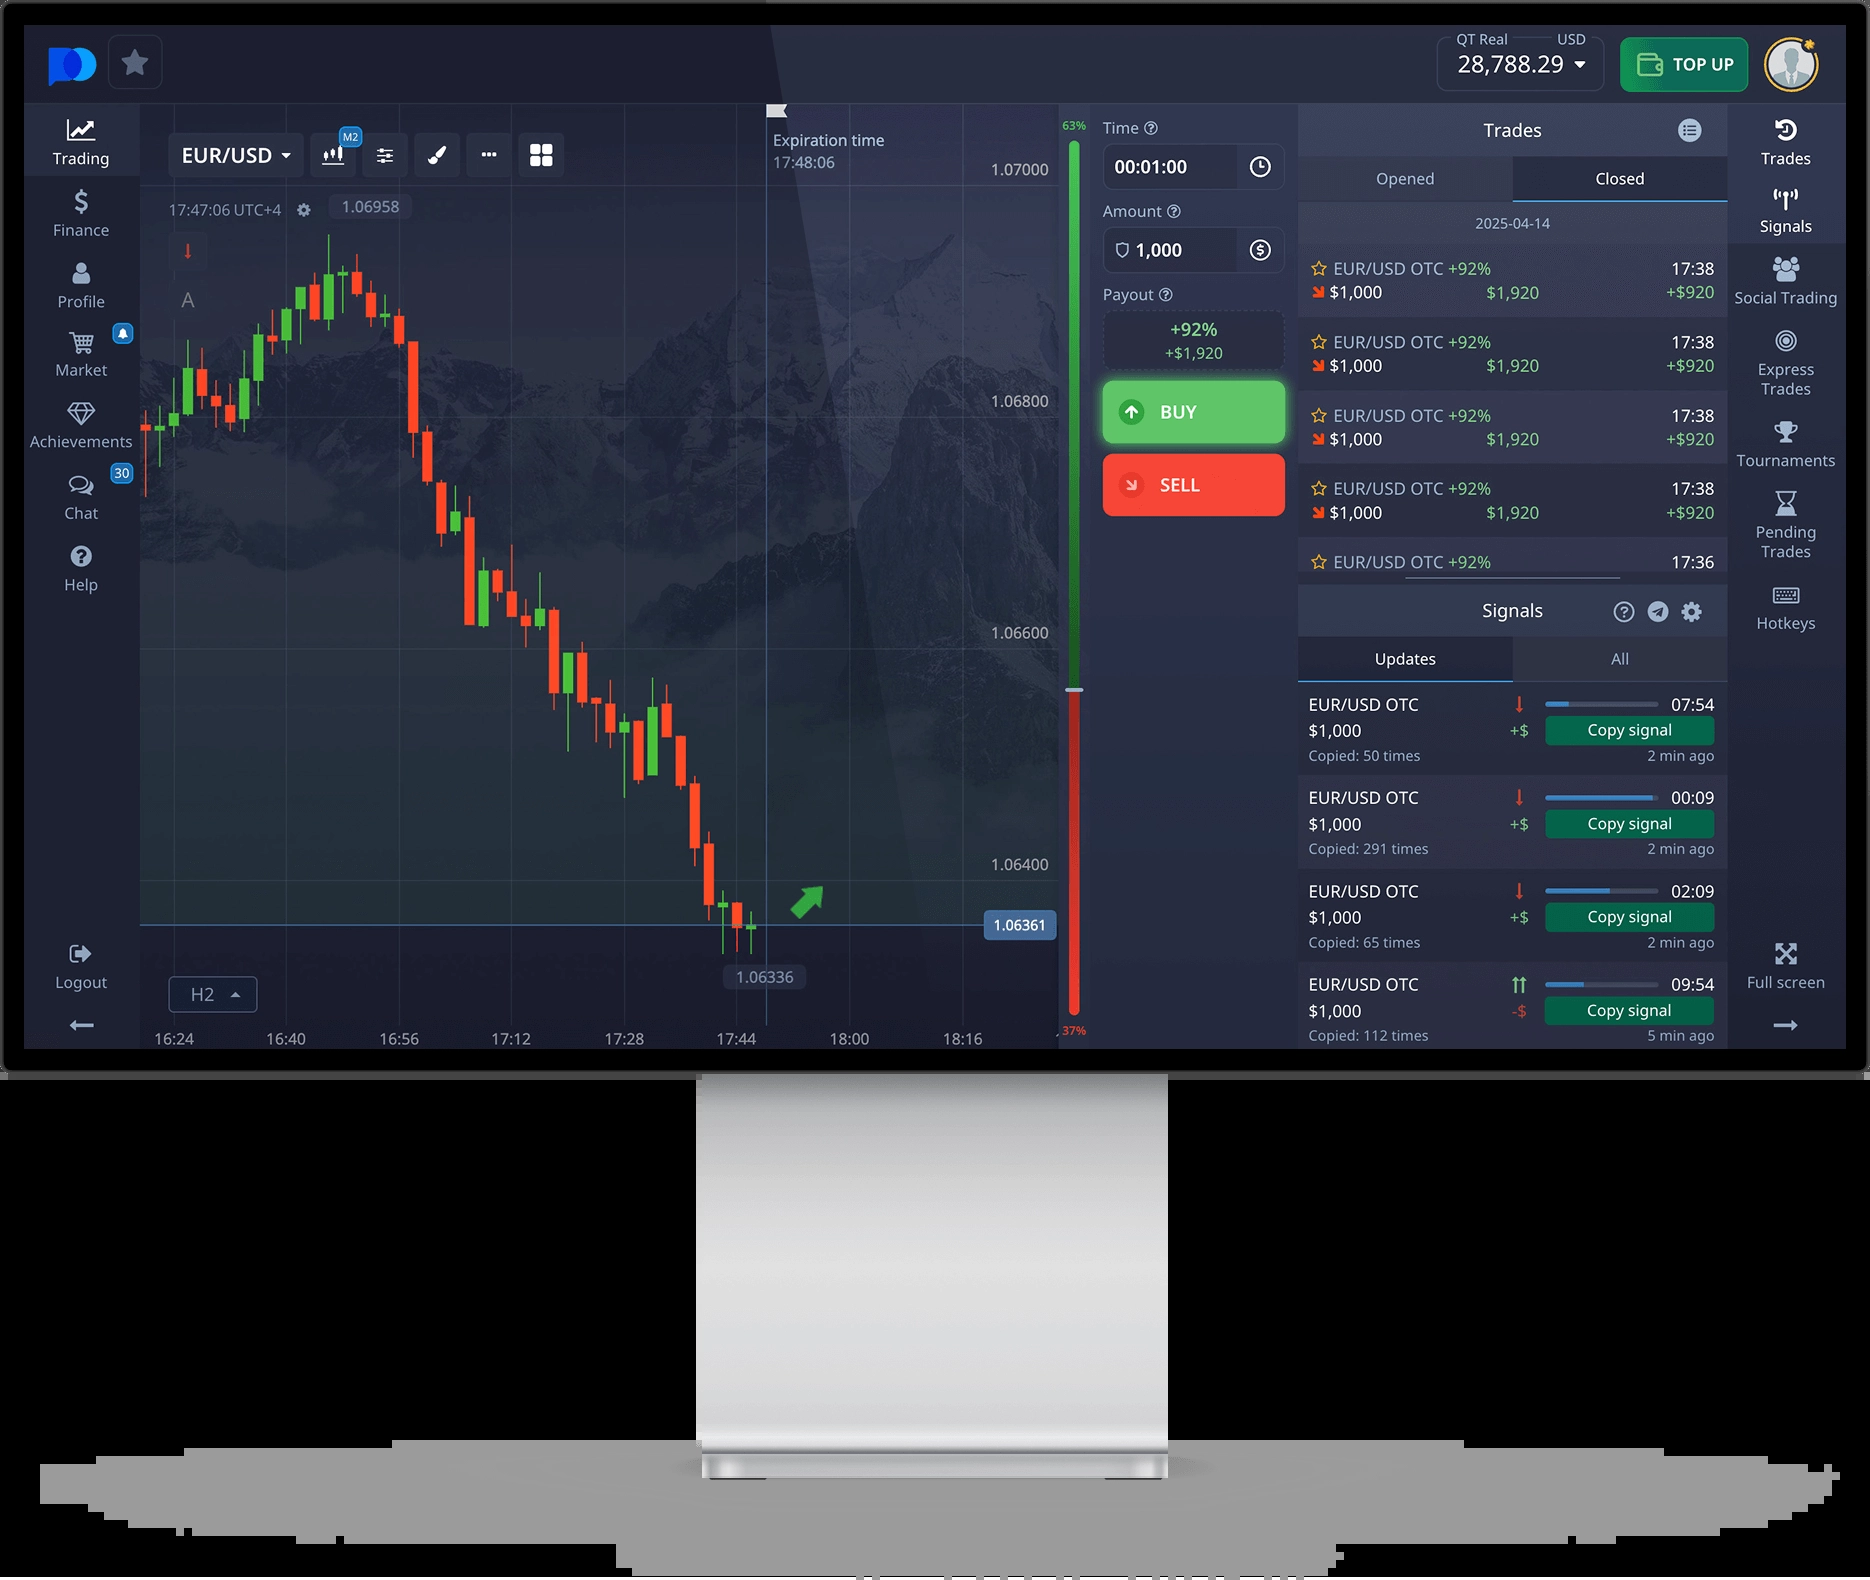 QT Real USD
28,788.29
TOP UP
Trading
Finance
Profile
Market
Achievements
30
Chat
Help
Logout
EUR/USD
M2
17:47:06 UTC+4
1.06958
A
Expiration time
17:48:06
1.07000
1.06800
1.06600
1.06400
1.06361
1.06336
H2
16:24 16:40 16:56 17:12 17:28 17:44 18:00 18:16
63%
37%
Time
00:01:00
Amount
1,000
$
Payout
+92%
+$1,920
BUY
SELL
Trades
Opened Closed
2025-04-14
EUR/USD OTC +92% 17:38
$1,000 $1,920 +$920
EUR/USD OTC +92% 17:38
$1,000 $1,920 +$920
EUR/USD OTC +92% 17:38
$1,000 $1,920 +$920
EUR/USD OTC +92% 17:38
$1,000 $1,920 +$920
EUR/USD OTC +92% 17:36
Signals
Updates All
EUR/USD OTC 07:54
$1,000 +$ Copy signal
Copied: 50 times 2 min ago
EUR/USD OTC 00:09
$1,000 +$ Copy signal
Copied: 291 times 2 min ago
EUR/USD OTC 02:09
$1,000 +$ Copy signal
Copied: 65 times 2 min ago
EUR/USD OTC 09:54
$1,000 -$ Copy signal
Copied: 112 times 5 min ago
Trades
Signals
Social Trading
Express
Trades
Tournaments
Pending
Trades
Hotkeys
Full screen